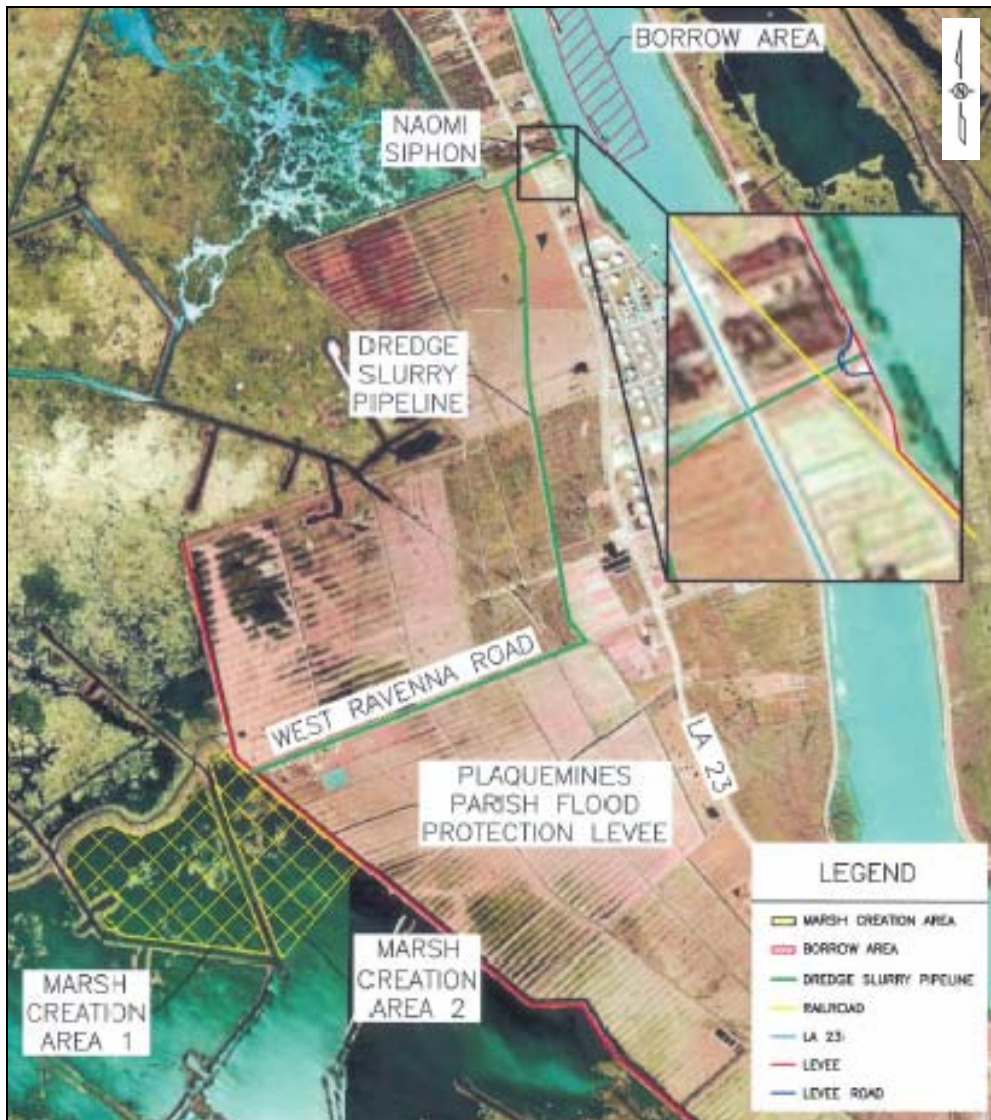 BORROW AREA
N
NAOMI
SIPHON
DREDGE
SLURRY
PIPELINE
WEST RAVENNA ROAD
LA 23
PLAQUEMINES
PARISH FLOOD
PROTECTION LEVEE
MARSH
CREATION
AREA 1
MARSH
CREATION
AREA 2
LEGEND
MARSH CREATION AREA
BORROW AREA
DREDGE SLURRY PIPELINE
RAILROAD
LA 23
LEVEE
LEVEE ROAD